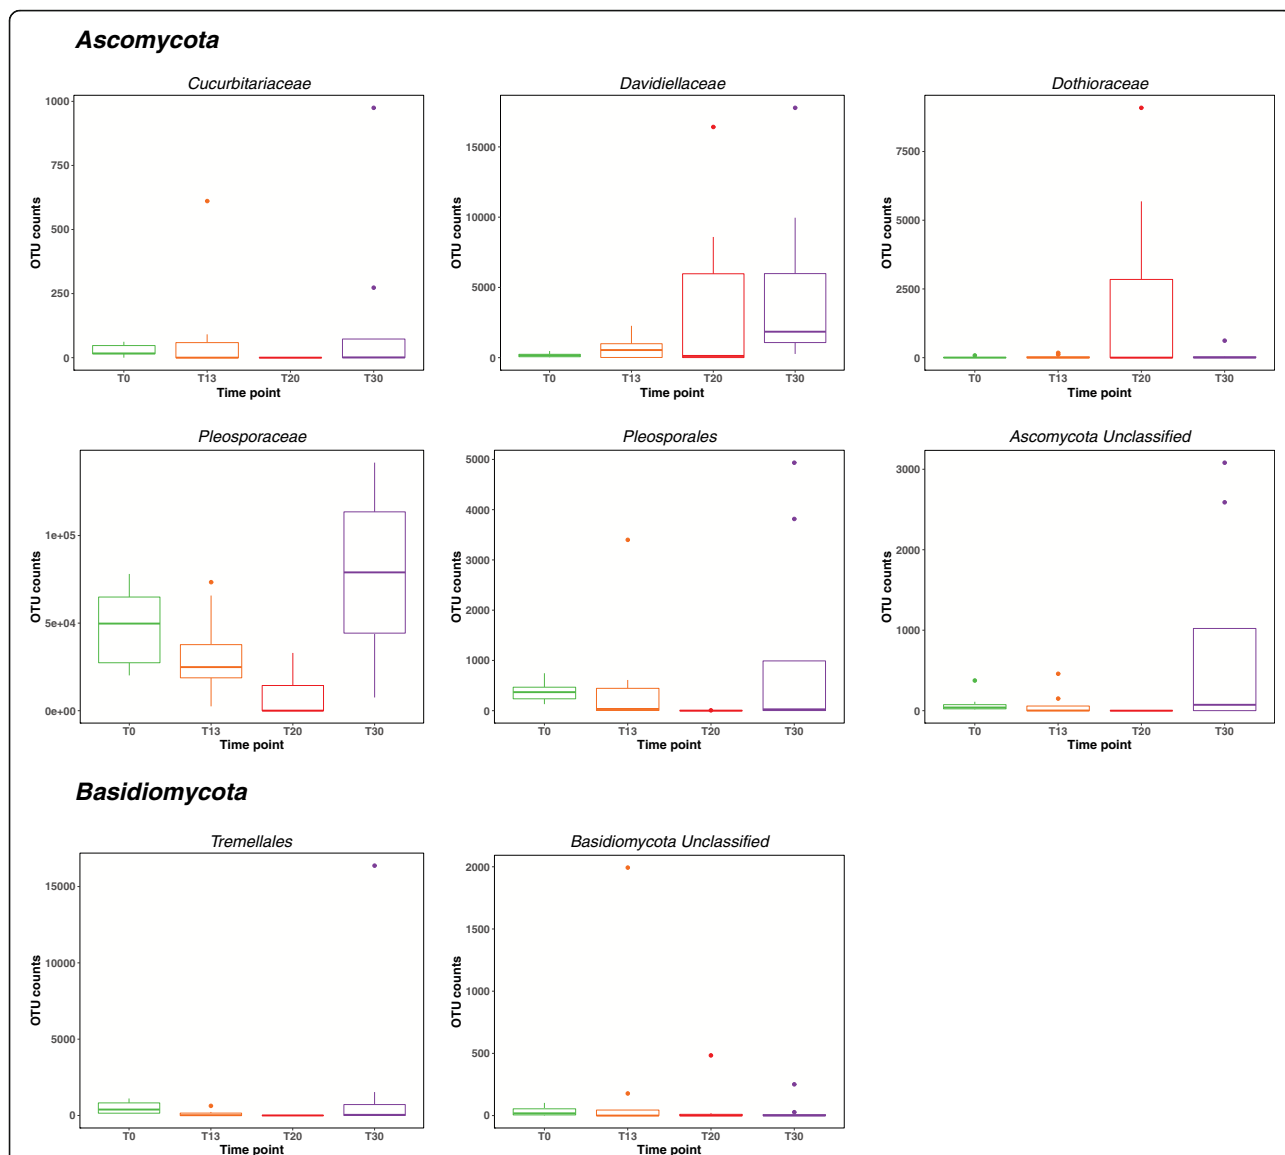 Ascomycota
Cucurbitariaceae
OTU counts
1000
750
500
250
0
T0 T13 T20 T30
Time point
Davidiellaceae
OTU counts
15000
10000
5000
0
T0 T13 T20 T30
Time point
Dothioraceae
OTU counts
7500
5000
2500
0
T0 T13 T20 T30
Time point
Pleosporaceae
OTU counts
1e+05
5e+04
0e+00
T0 T13 T20 T30
Time point
Pleosporales
OTU counts
5000
4000
3000
2000
1000
0
T0 T13 T20 T30
Time point
Ascomycota Unclassified
OTU counts
3000
2000
1000
0
T0 T13 T20 T30
Time point
Basidiomycota
Tremellales
OTU counts
15000
10000
5000
0
T0 T13 T20 T30
Time point
Basidiomycota Unclassified
OTU counts
2000
1500
1000
500
0
T0 T13 T20 T30
Time point